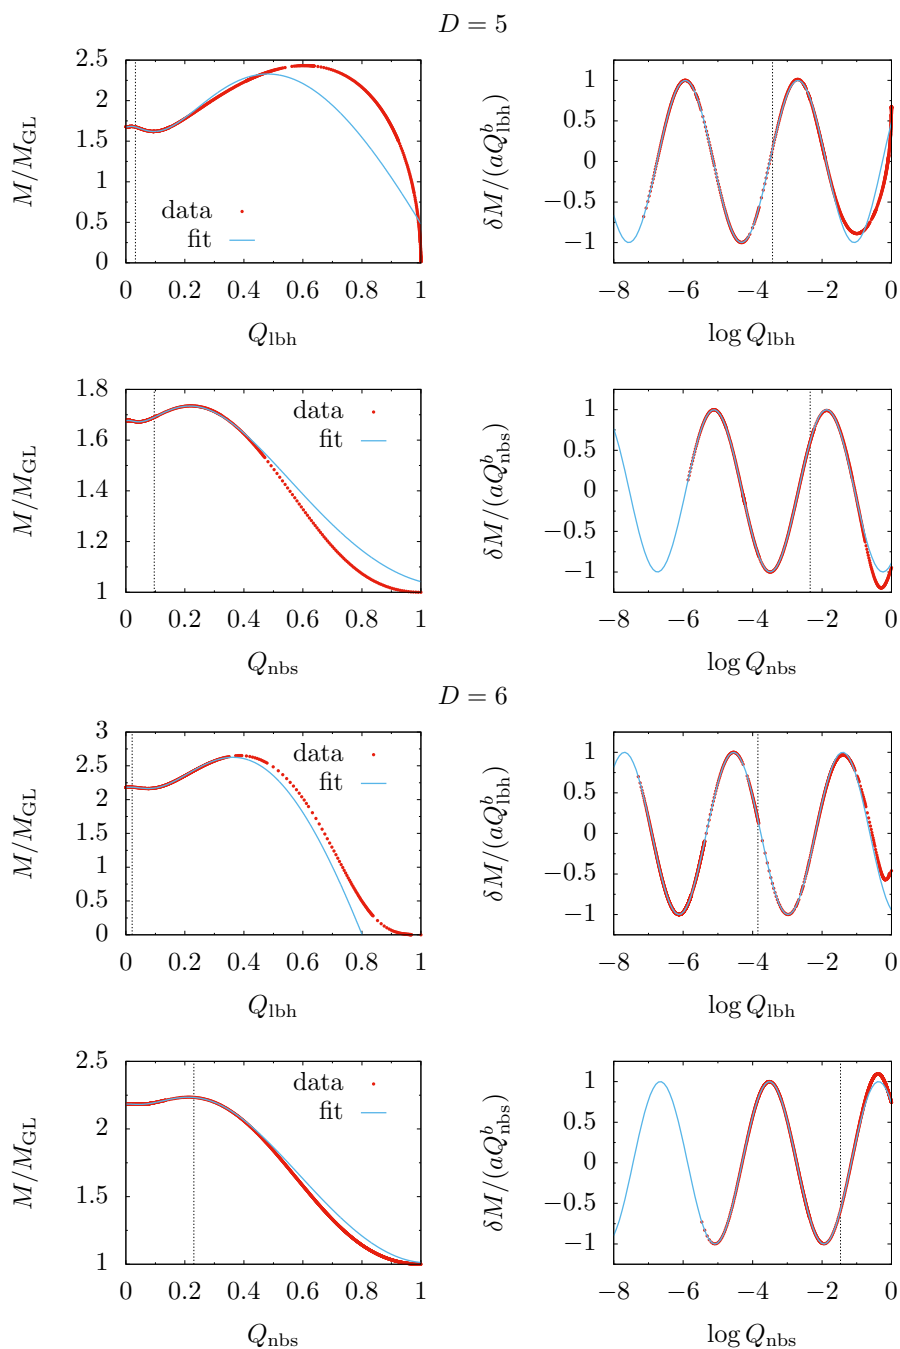 D = 5
2.5
2
1.5
1
0.5
0
M/M_GL
data
fit
0 0.2 0.4 0.6 0.8 1
Q_lbh
1
0.5
0
−0.5
−1
δM/(aQ^b_lbh)
−8 −6 −4 −2 0
log Q_lbh
1.8
1.6
1.4
1.2
1
M/M_GL
data
fit
0 0.2 0.4 0.6 0.8 1
Q_nbs
1
0.5
0
−0.5
−1
δM/(aQ^b_nbs)
−8 −6 −4 −2 0
log Q_nbs
D = 6
3
2.5
2
1.5
1
0.5
0
M/M_GL
data
fit
0 0.2 0.4 0.6 0.8 1
Q_lbh
1
0.5
0
−0.5
−1
δM/(aQ^b_lbh)
−8 −6 −4 −2 0
log Q_lbh
2.5
2
1.5
1
M/M_GL
data
fit
0 0.2 0.4 0.6 0.8 1
Q_nbs
1
0.5
0
−0.5
−1
δM/(aQ^b_nbs)
−8 −6 −4 −2 0
log Q_nbs